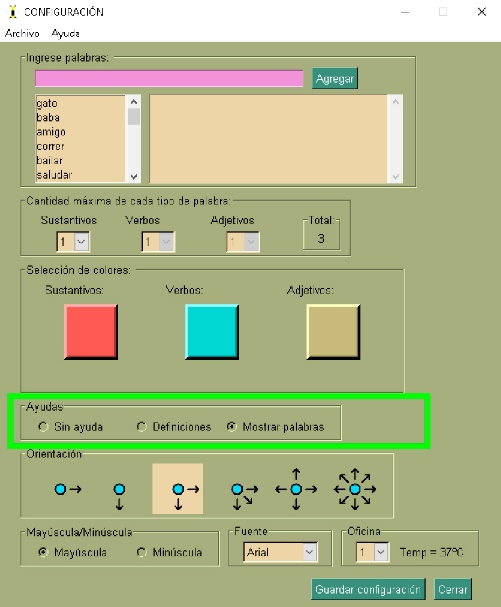 CONFIGURACIÓN
Archivo Ayuda
Ingrese palabras:
Agregar
gato
baba
amigo
correr
bailar
saludar
Cantidad máxima de cada tipo de palabra:
Sustantivos Verbos Adjetivos Total:
1 1 1 3
Selección de colores:
Sustantivos: Verbos: Adjetivos:
Ayudas
Sin ayuda Definiciones Mostrar palabras
Orientación
Mayúscula/Minúscula Fuente Oficina
Mayúscula Minúscula Arial 1 Temp = 37ºC
Guardar configuración Cerrar